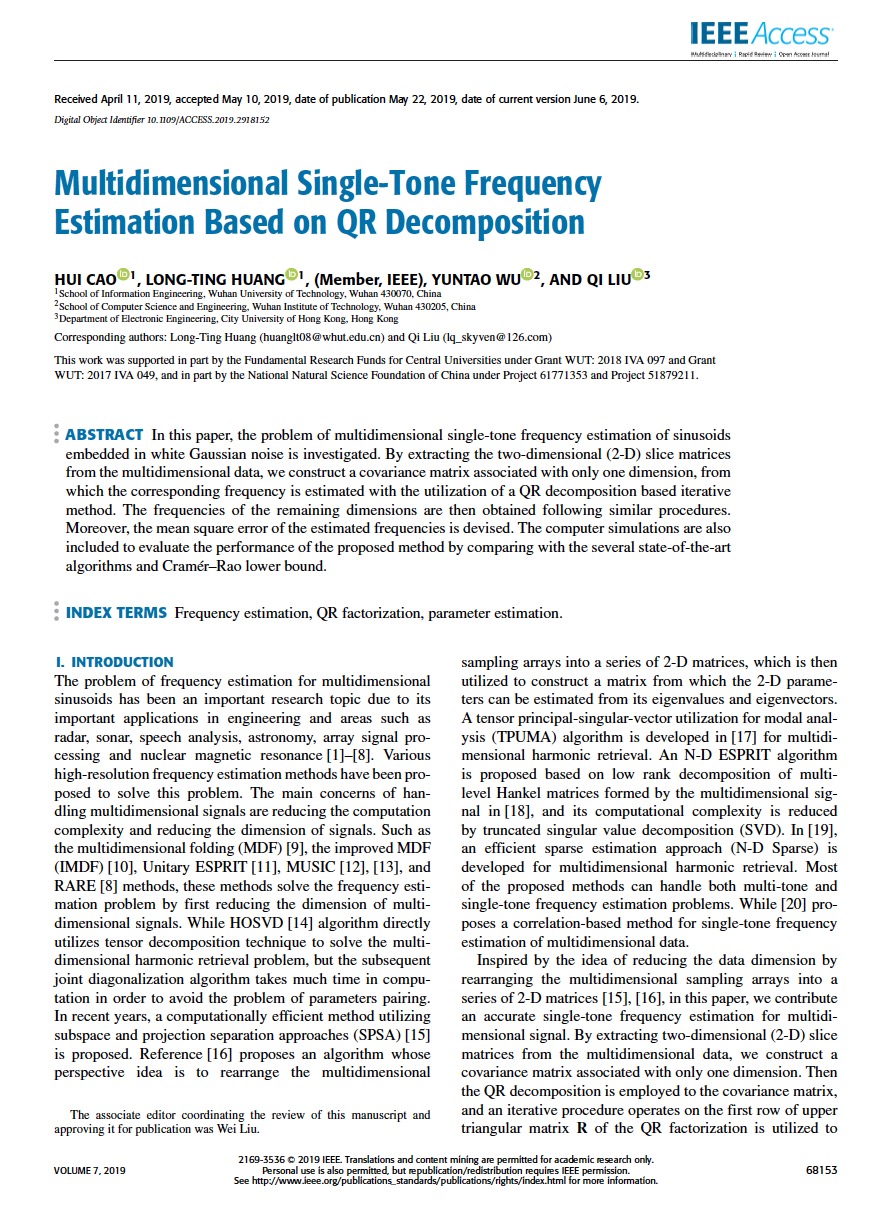 IEEE Access
Multidisciplinary | Rapid Review | Open Access Journal
Received April 11, 2019, accepted May 10, 2019, date of publication May 22, 2019, date of current version June 6, 2019.
Digital Object Identifier 10.1109/ACCESS.2019.2918152
Multidimensional Single-Tone Frequency
Estimation Based on QR Decomposition
HUI CAO 1, LONG-TING HUANG 1, (Member, IEEE), YUNTAO WU 2, AND QI LIU 3
1School of Information Engineering, Wuhan University of Technology, Wuhan 430070, China
2School of Computer Science and Engineering, Wuhan Institute of Technology, Wuhan 430205, China
3Department of Electronic Engineering, City University of Hong Kong, Hong Kong
Corresponding authors: Long-Ting Huang (huanglt08@whut.edu.cn) and Qi Liu (lq_skyven@126.com)
This work was supported in part by the Fundamental Research Funds for Central Universities under Grant WUT: 2018 IVA 097 and Grant
WUT: 2017 IVA 049, and in part by the National Natural Science Foundation of China under Project 61771353 and Project 51879211.
ABSTRACT In this paper, the problem of multidimensional single-tone frequency estimation of sinusoids
embedded in white Gaussian noise is investigated. By extracting the two-dimensional (2-D) slice matrices
from the multidimensional data, we construct a covariance matrix associated with only one dimension, from
which the corresponding frequency is estimated with the utilization of a QR decomposition based iterative
method. The frequencies of the remaining dimensions are then obtained following similar procedures.
Moreover, the mean square error of the estimated frequencies is devised. The computer simulations are also
included to evaluate the performance of the proposed method by comparing with the several state-of-the-art
algorithms and Cramér–Rao lower bound.
INDEX TERMS Frequency estimation, QR factorization, parameter estimation.
I. INTRODUCTION
The problem of frequency estimation for multidimensional
sinusoids has been an important research topic due to its
important applications in engineering and areas such as
radar, sonar, speech analysis, astronomy, array signal pro-
cessing and nuclear magnetic resonance [1]–[8]. Various
high-resolution frequency estimation methods have been pro-
posed to solve this problem. The main concerns of han-
dling multidimensional signals are reducing the computation
complexity and reducing the dimension of signals. Such as
the multidimensional folding (MDF) [9], the improved MDF
(IMDF) [10], Unitary ESPRIT [11], MUSIC [12], [13], and
RARE [8] methods, these methods solve the frequency esti-
mation problem by first reducing the dimension of multi-
dimensional signals. While HOSVD [14] algorithm directly
utilizes tensor decomposition technique to solve the multi-
dimensional harmonic retrieval problem, but the subsequent
joint diagonalization algorithm takes much time in compu-
tation in order to avoid the problem of parameters pairing.
In recent years, a computationally efficient method utilizing
subspace and projection separation approaches (SPSA) [15]
is proposed. Reference [16] proposes an algorithm whose
perspective idea is to rearrange the multidimensional
The associate editor coordinating the review of this manuscript and
approving it for publication was Wei Liu.
sampling arrays into a series of 2-D matrices, which is then
utilized to construct a matrix from which the 2-D parame-
ters can be estimated from its eigenvalues and eigenvectors.
A tensor principal-singular-vector utilization for modal anal-
ysis (TPUMA) algorithm is developed in [17] for multidi-
mensional harmonic retrieval. An N-D ESPRIT algorithm
is proposed based on low rank decomposition of multi-
level Hankel matrices formed by the multidimensional sig-
nal in [18], and its computational complexity is reduced
by truncated singular value decomposition (SVD). In [19],
an efficient sparse estimation approach (N-D Sparse) is
developed for multidimensional harmonic retrieval. Most
of the proposed methods can handle both multi-tone and
single-tone frequency estimation problems. While [20] pro-
poses a correlation-based method for single-tone frequency
estimation of multidimensional data.
Inspired by the idea of reducing the data dimension by
rearranging the multidimensional sampling arrays into a
series of 2-D matrices [15], [16], in this paper, we contribute
an accurate single-tone frequency estimation for multidi-
mensional signal. By extracting two-dimensional (2-D) slice
matrices from the multidimensional data, we construct a
covariance matrix associated with only one dimension. Then
the QR decomposition is employed to the covariance matrix,
and an iterative procedure operates on the first row of upper
triangular matrix R of the QR factorization is utilized to
VOLUME 7, 2019
2169-3536 © 2019 IEEE. Translations and content mining are permitted for academic research only.
Personal use is also permitted, but republication/redistribution requires IEEE permission.
See http://www.ieee.org/publications_standards/publications/rights/index.html for more information.
68153